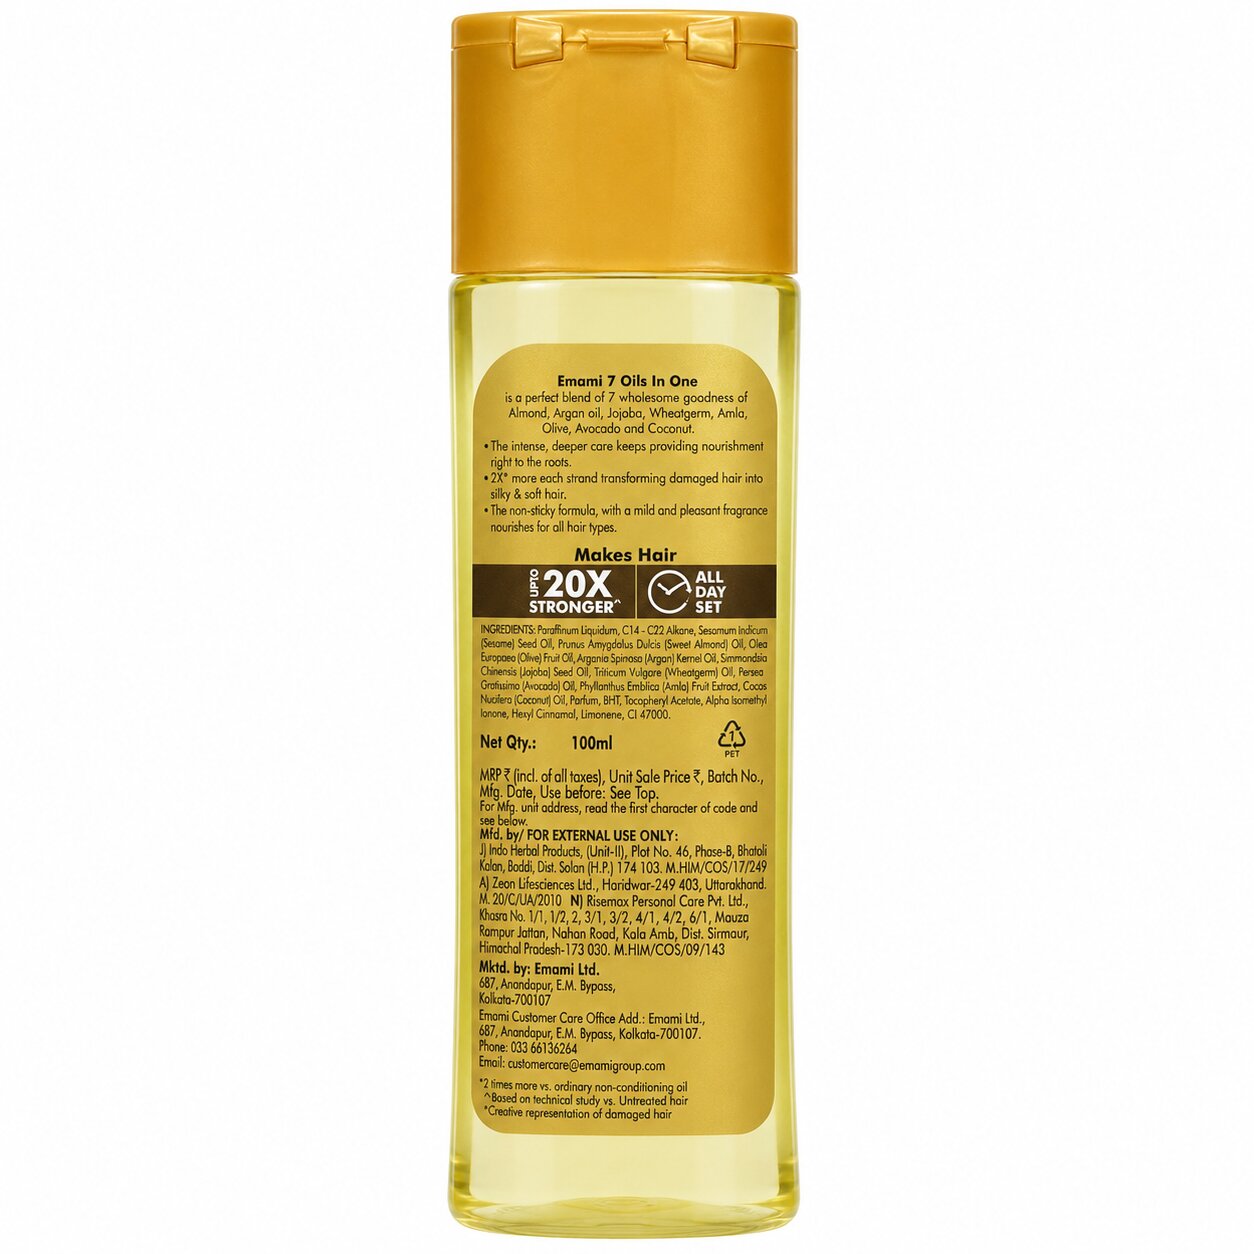 Emami 7 Oils In One
is a perfect blend of 7 wholesome goodness of
Almond, Argan oil, Jojoba, Wheatgerm, Amla,
Olive, Avocado and Coconut.
• The intense, deeper care keeps providing nourishment
right to the roots.
• 2X* more each strand transforming damaged hair into
silky & soft hair.
• The non-sticky formula, with a mild and pleasant fragrance
nourishes for all hair types.
Makes Hair
UPTO 20X
STRONGER^
ALL
DAY
SET
INGREDIENTS: Paraffinum Liquidum, C14 - C22 Alkane, Sesamum Indicum
(Sesame) Seed Oil, Prunus Amygdalus Dulcis (Sweet Almond) Oil, Olea
Europaea (Olive) Fruit Oil, Argania Spinosa (Argan) Kernel Oil, Simmondsia
Chinensis (Jojoba) Seed Oil, Triticum Vulgare (Wheatgerm) Oil, Persea
Gratissima (Avocado) Oil, Phyllanthus Emblica (Amla) Fruit Extract, Cocos
Nucifera (Coconut) Oil, Parfum, BHT, Tocopheryl Acetate, Alpha Isomethyl
Ionone, Hexyl Cinnamal, Limonene, CI 47000.
Net Qty.: 100ml
1
PET
MRP ₹ (incl. of all taxes), Unit Sale Price ₹, Batch No.,
Mfg. Date, Use before: See Top.
For Mfg. unit address, read the first character of code and
see below.
Mfd. by/ FOR EXTERNAL USE ONLY:
J) Indo Herbal Products, (Unit-II), Plot No. 46, Phase-B, Bhatoli
Kalan, Baddi, Dist. Solan (H.P.) 174 103. M.HIM/COS/17/249
A) Zeon Lifesciences Ltd., Haridwar-249 403, Uttarakhand.
M. 20/C/UA/2010 N) Risemax Personal Care Pvt. Ltd.,
Khasra No. 1/1, 1/2, 2, 3/1, 3/2, 4/1, 4/2, 6/1, Mauza
Rampur Jattan, Nahan Road, Kala Amb, Dist. Sirmaur,
Himachal Pradesh-173 030. M.HIM/COS/09/143
Mktd. by: Emami Ltd.
687, Anandapur, E.M. Bypass,
Kolkata-700107
Emami Customer Care Office Add.: Emami Ltd.,
687, Anandapur, E.M. Bypass, Kolkata-700107.
Phone: 033 66136264
Email: customercare@emamigroup.com
*2 times more vs. ordinary non-conditioning oil
^Based on technical study vs. Untreated hair
*Creative representation of damaged hair